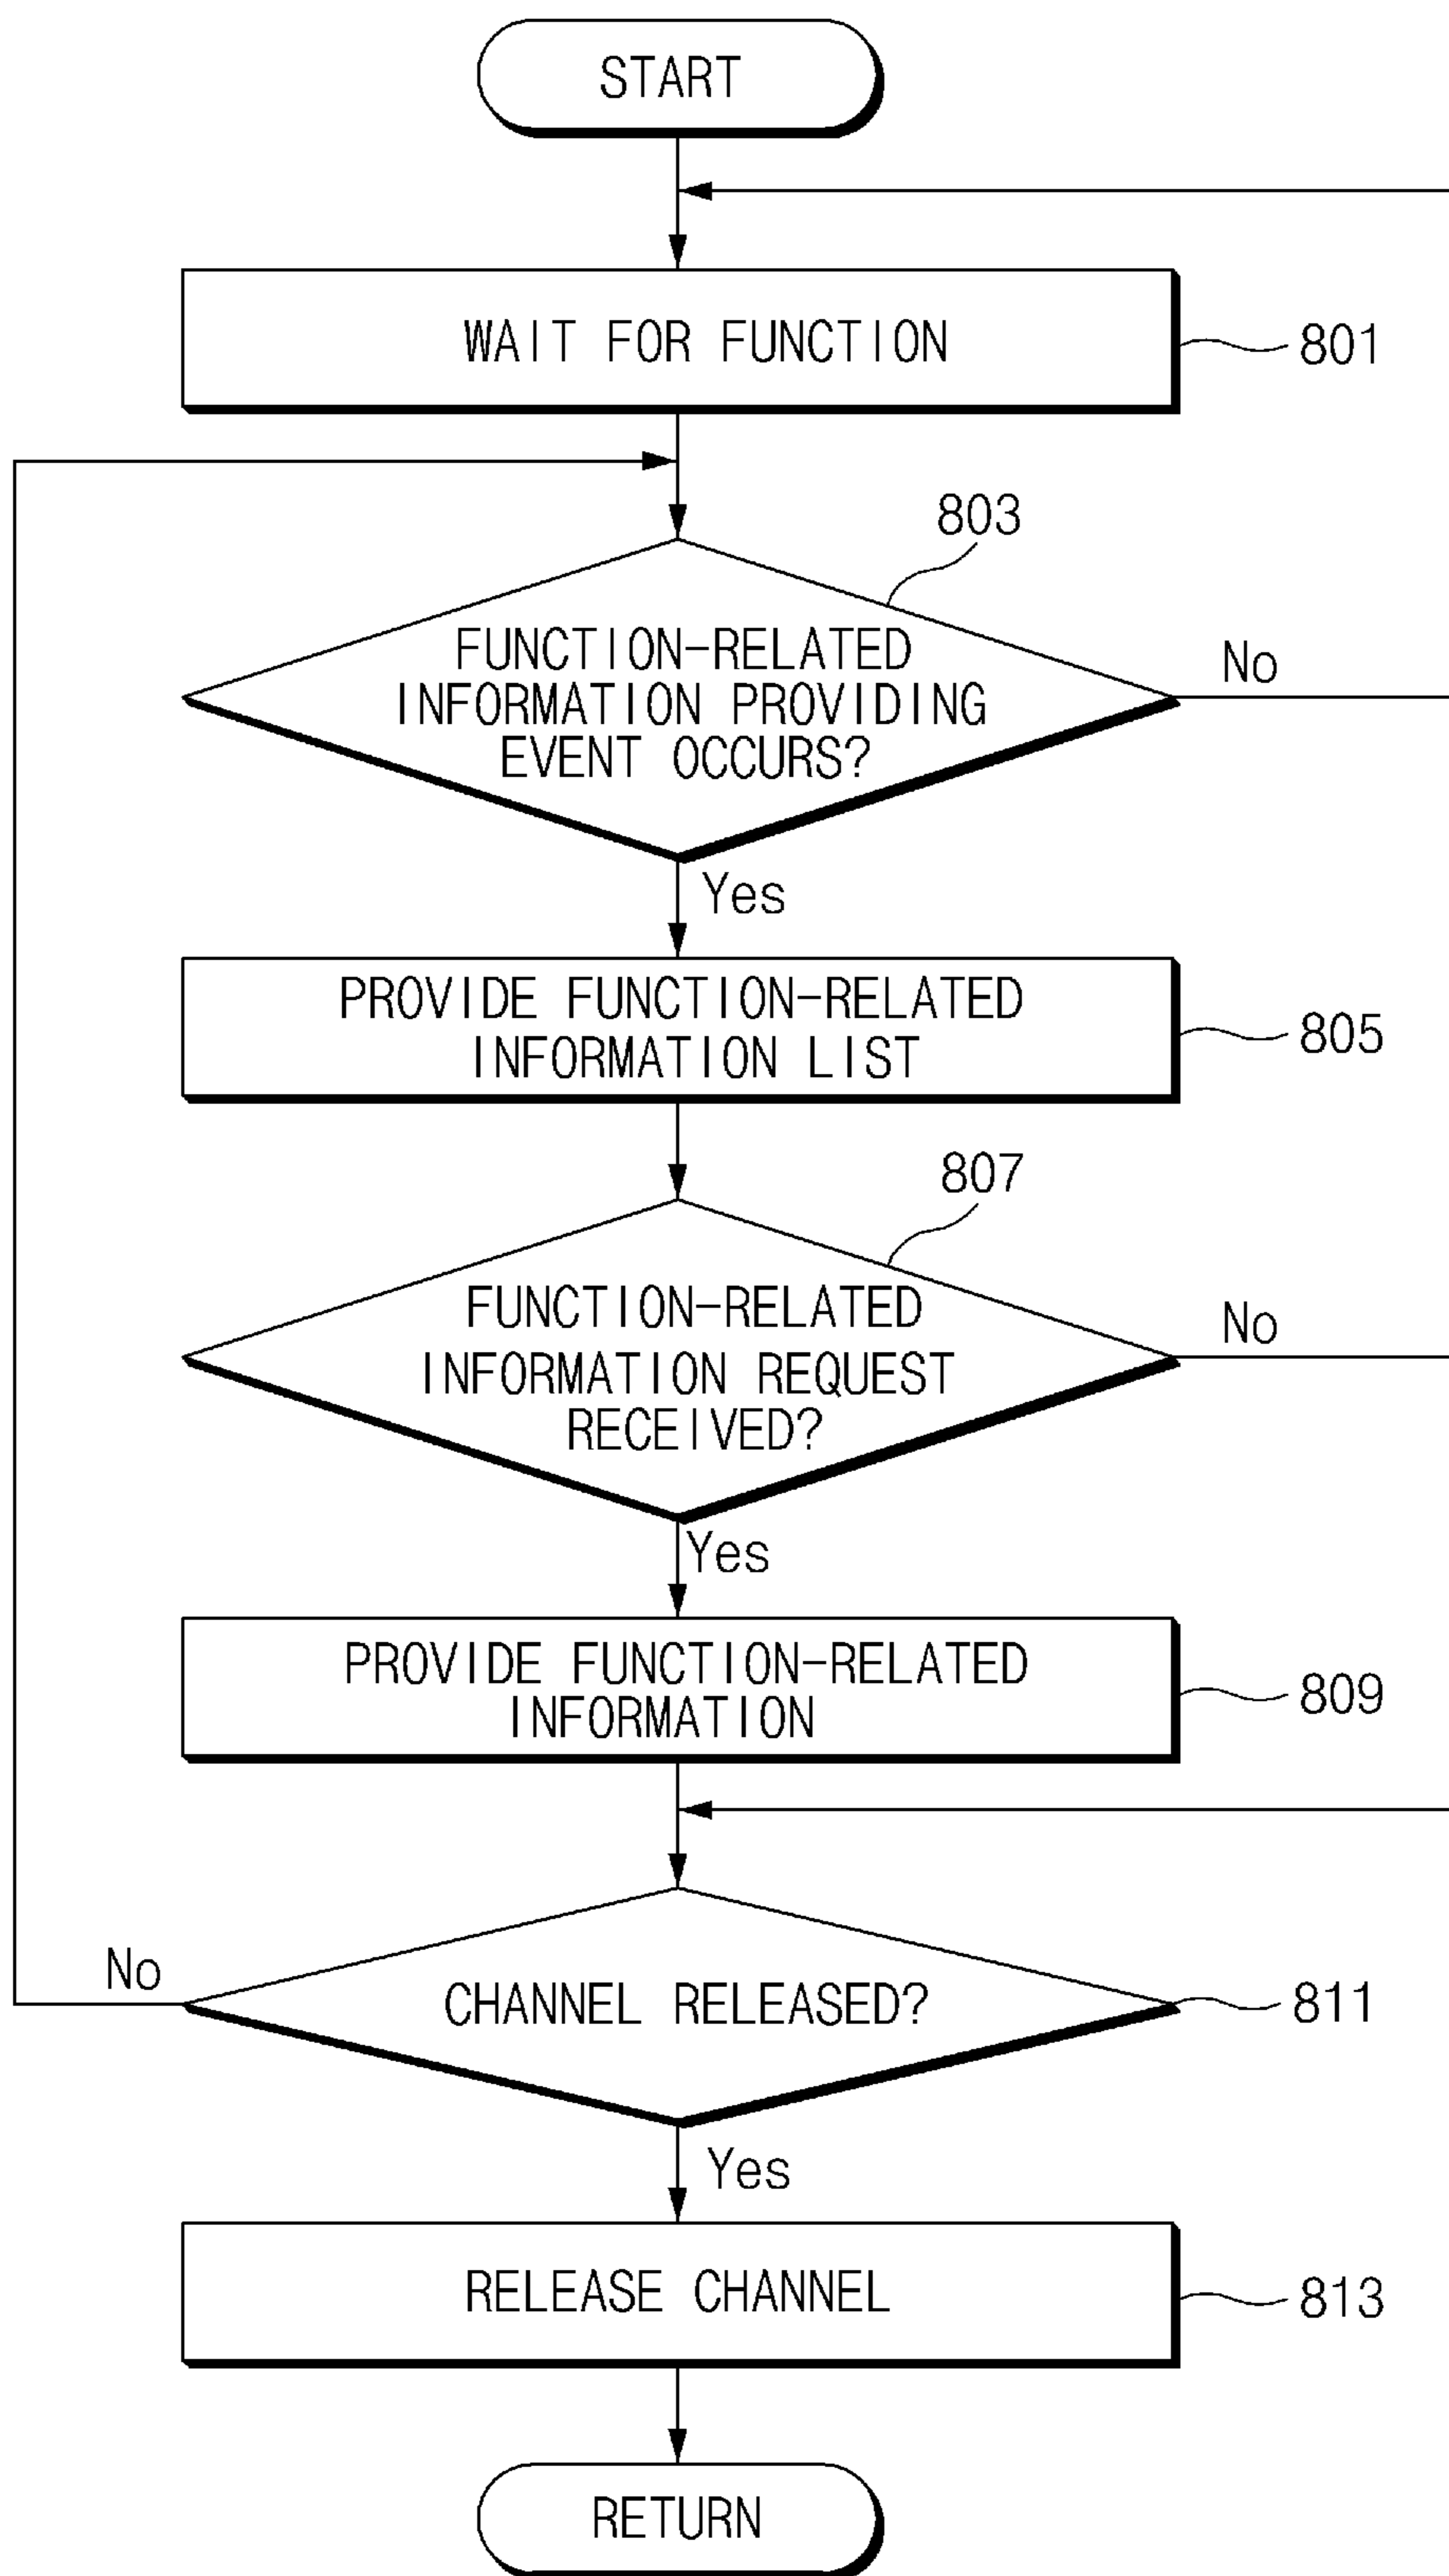 START
WAIT FOR FUNCTION
801
803
FUNCTION-RELATED
INFORMATION PROVIDING
EVENT OCCURS?
No
Yes
PROVIDE FUNCTION-RELATED
INFORMATION LIST
805
807
FUNCTION-RELATED
INFORMATION REQUEST
RECEIVED?
No
Yes
PROVIDE FUNCTION-RELATED
INFORMATION
809
No
CHANNEL RELEASED?
811
Yes
RELEASE CHANNEL
813
RETURN